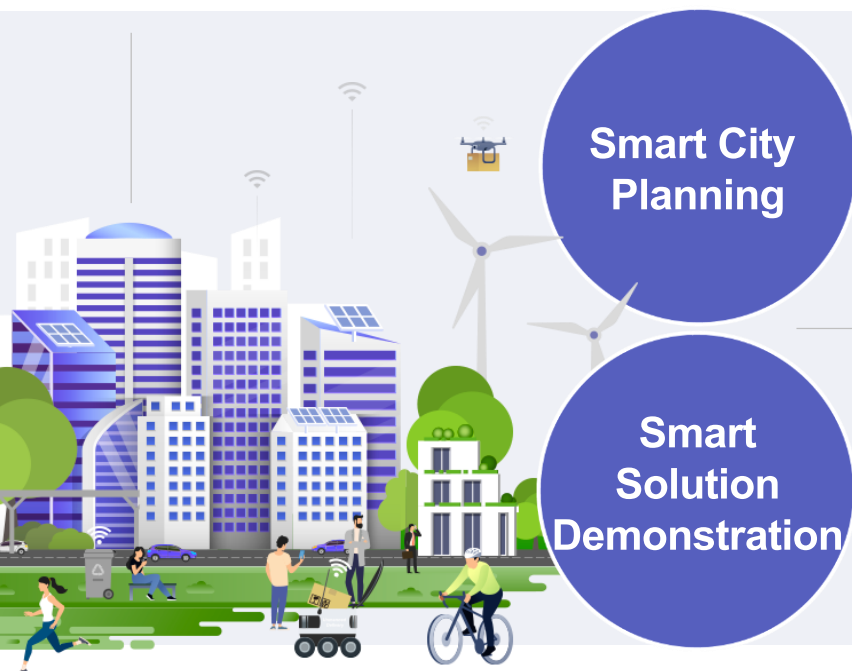 Smart City
Planning
Smart
Solution
Demonstration